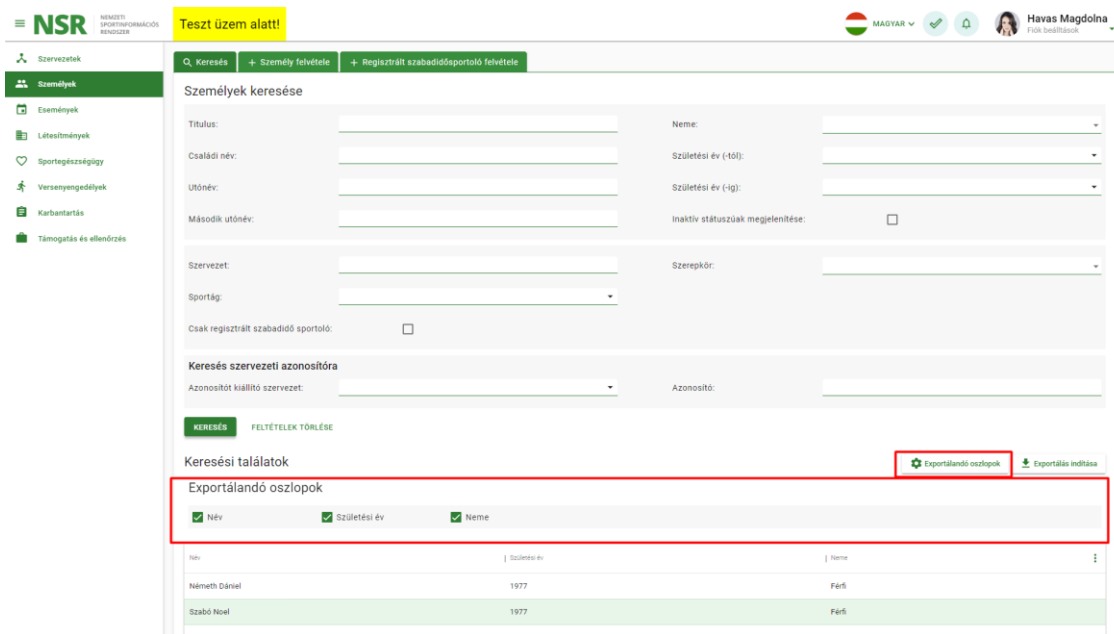 NSR
NEMZETI
SPORTINFORMÁCIÓS
RENDSZER
Teszt üzem alatt!
MAGYAR
Havas Magdolna
Fiók beállítások
Szervezetek
Személyek
Események
Létesítmények
Sportegészségügy
Versenyengedélyek
Karbantartás
Támogatás és ellenőrzés
Keresés
+ Személy felvétele
+ Regisztrált szabadidősportoló felvétele
Személyek keresése
Titulus:
Neme:
Családi név:
Születési év (-tól):
Utónév:
Születési év (-ig):
Második utónév:
Inaktív státuszúak megjelenítése:
Szervezet:
Szerepkör:
Sportág:
Csak regisztrált szabadidő sportoló:
Keresés szervezeti azonosítóra
Azonosítót kiállító szervezet:
Azonosító:
KERESÉS
FELTÉTELEK TÖRLÉSE
Keresési találatok
Exportálandó oszlopok
Exportálás indítása
Exportálandó oszlopok
Név
Születési év
Neme
Név
Születési év
Neme
Németh Dániel
1977
Férfi
Szabó Noel
1977
Férfi